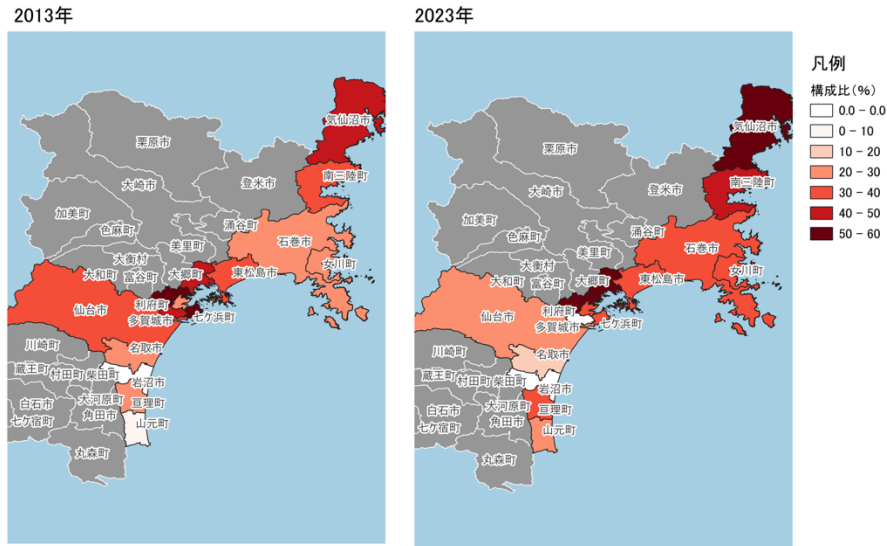 2013年
気仙沼市
栗原市
南三陸町
大崎市
登米市
加美町
色麻町
涌谷町
美里町
石巻市
大衡村
女川町
大和町
富谷市
大郷町
東松島市
利府町
仙台市
多賀城市
七ケ浜町
川崎町
名取市
蔵王町
村田町
柴田町
岩沼市
白石市
大河原町
亘理町
七ケ宿町
角田市
山元町
丸森町
2023年
気仙沼市
栗原市
南三陸町
大崎市
登米市
加美町
色麻町
涌谷町
美里町
石巻市
大衡村
女川町
大和町
富谷市
大郷町
東松島市
利府町
仙台市
多賀城市
七ケ浜町
川崎町
名取市
蔵王町
村田町
柴田町
岩沼市
白石市
大河原町
亘理町
七ケ宿町
角田市
山元町
丸森町
凡例
構成比(%)
0.0 - 0.0
0 - 10
10 - 20
20 - 30
30 - 40
40 - 50
50 - 60